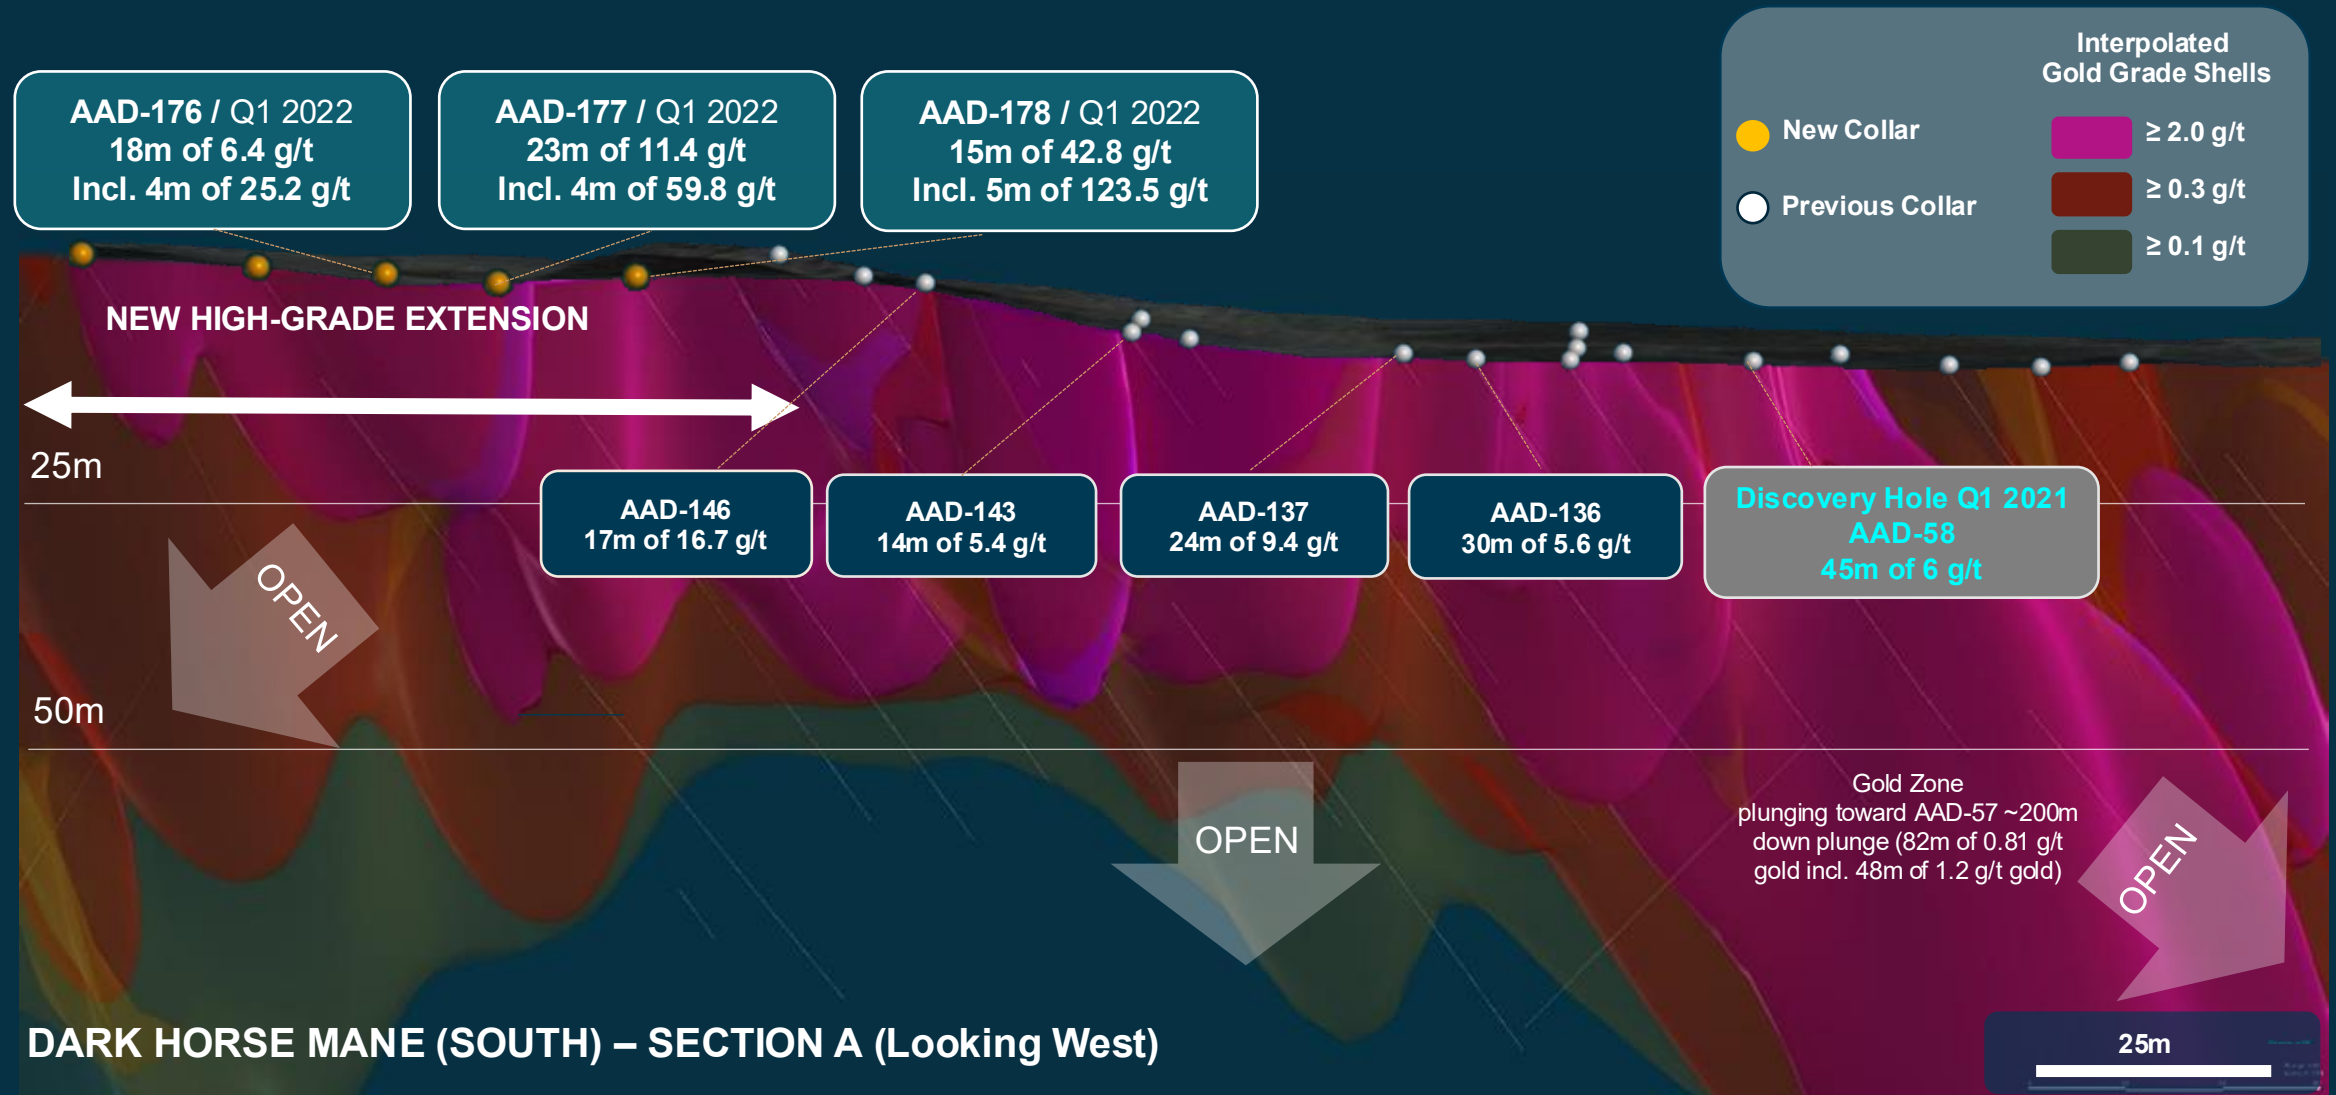 Interpolated
Gold Grade Shells
New Collar
Previous Collar
≥ 2.0 g/t
≥ 0.3 g/t
≥ 0.1 g/t
AAD-176 / Q1 2022
18m of 6.4 g/t
Incl. 4m of 25.2 g/t
AAD-177 / Q1 2022
23m of 11.4 g/t
Incl. 4m of 59.8 g/t
AAD-178 / Q1 2022
15m of 42.8 g/t
Incl. 5m of 123.5 g/t
NEW HIGH-GRADE EXTENSION
25m
AAD-146
17m of 16.7 g/t
AAD-143
14m of 5.4 g/t
AAD-137
24m of 9.4 g/t
AAD-136
30m of 5.6 g/t
Discovery Hole Q1 2021
AAD-58
45m of 6 g/t
OPEN
50m
OPEN
Gold Zone
plunging toward AAD-57 ~200m
down plunge (82m of 0.81 g/t
gold incl. 48m of 1.2 g/t gold)
OPEN
DARK HORSE MANE (SOUTH) – SECTION A (Looking West)
25m